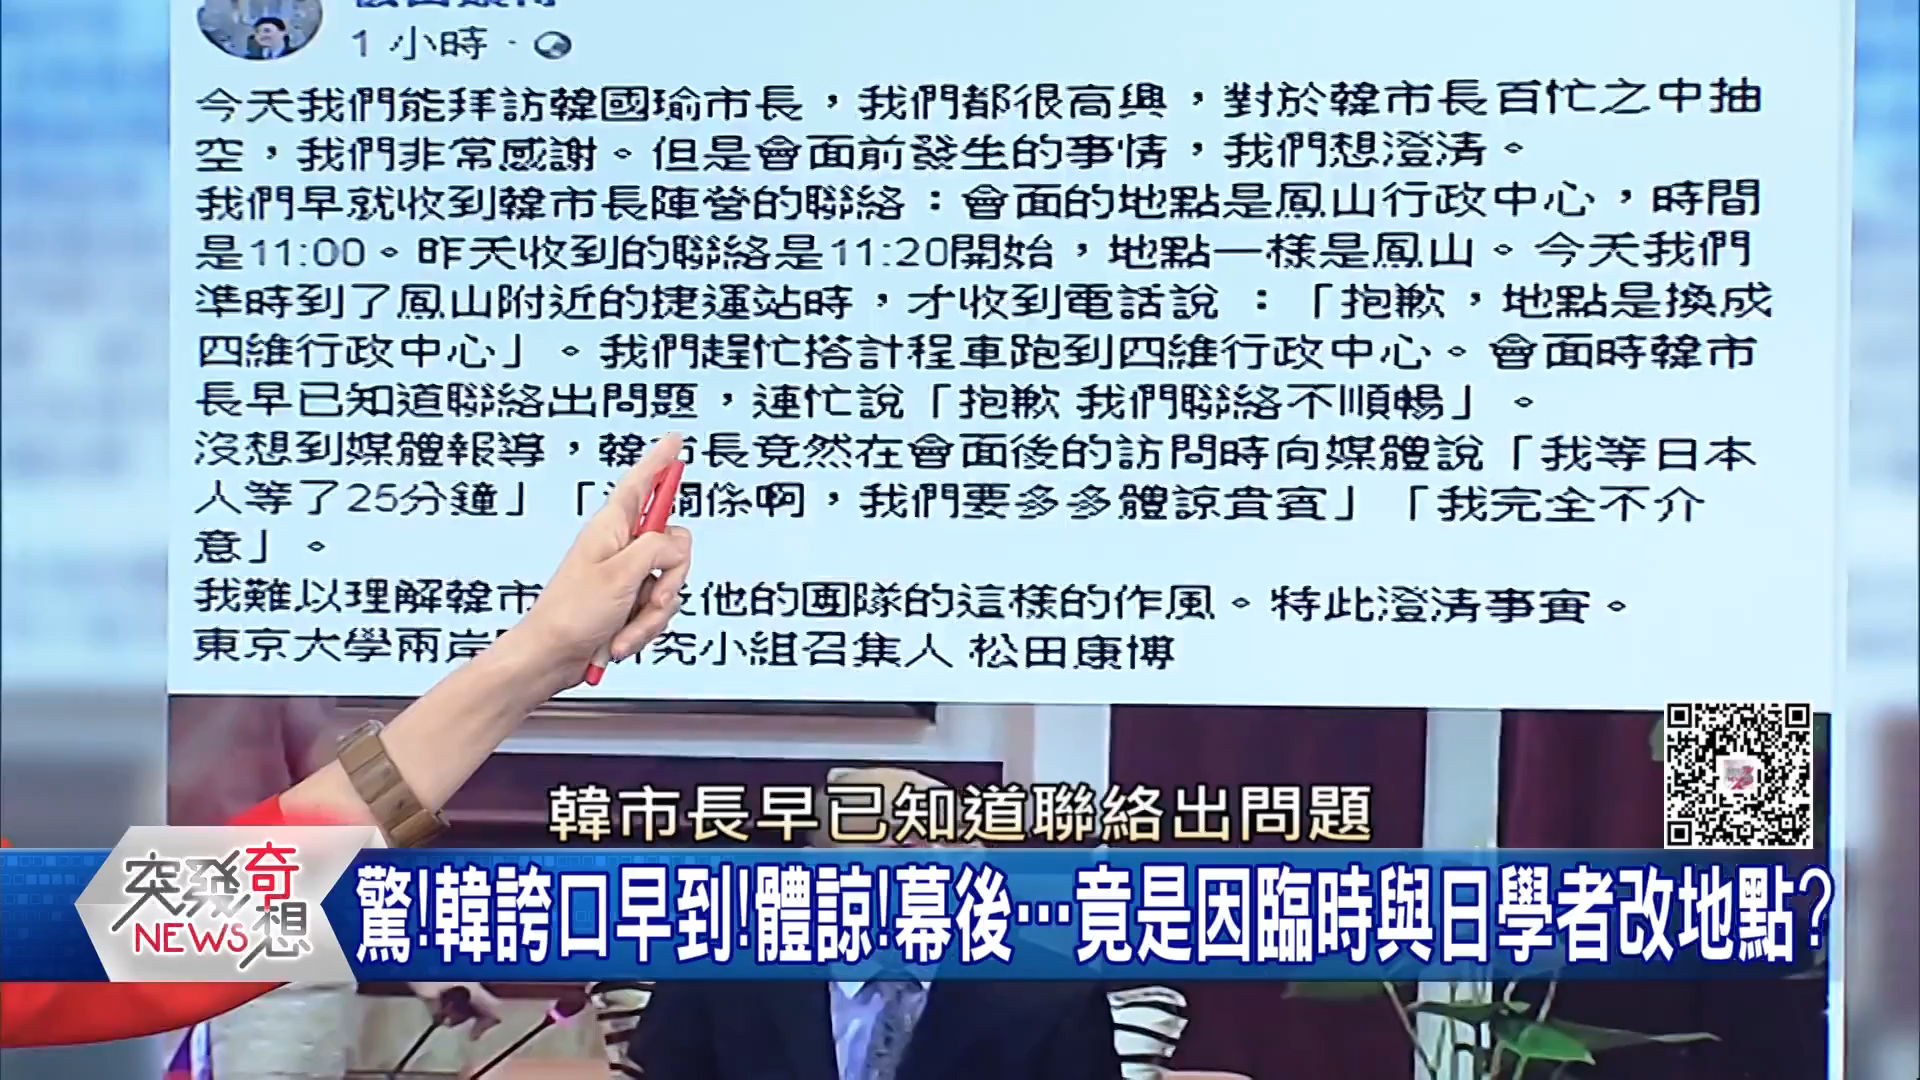 1 小時 ·
今天我們能拜訪韓國瑜市長，我們都很高興，對於韓市長百忙之中抽
空，我們非常感謝。但是會面前發生的事情，我們想澄清。
我們早就收到韓市長陣營的聯絡：會面的地點是鳳山行政中心，時間
是11:00。昨天收到的聯絡是11:20開始，地點一樣是鳳山。今天我們
準時到了鳳山附近的捷運站時，才收到電話說 ：「抱歉，地點是換成
四維行政中心」。我們趕忙搭計程車跑到四維行政中心。會面時韓市
長早已知道聯絡出問題，連忙說「抱歉 我們聯絡不順暢」。
沒想到媒體報導，韓市長竟然在會面後的訪問時向媒體說「我等日本
人等了25分鐘」「關係啊，我們要多多體諒貴賓」「我完全不介
意」。
我難以理解韓市他的團隊的這樣的作風。特此澄清事實。
東京大學兩岸究小組召集人 松田康博
韓市長早已知道聯絡出問題
突發奇想
NEWS
驚!韓誇口早到!體諒!幕後…竟是因臨時與日學者改地點?